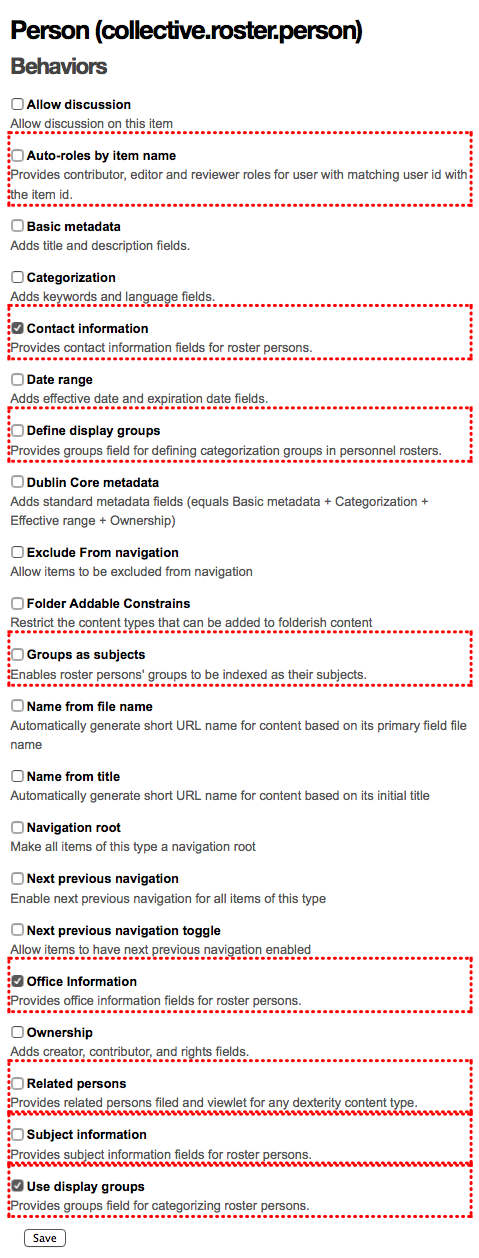 Person (collective.roster.person)
Behaviors
Allow discussion
Allow discussion on this item
Auto-roles by item name
Provides contributor, editor and reviewer roles for user with matching user id with
the item id.
Basic metadata
Adds title and description fields.
Categorization
Adds keywords and language fields.
Contact information
Provides contact information fields for roster persons.
Date range
Adds effective date and expiration date fields.
Define display groups
Provides groups field for defining categorization groups in personnel rosters.
Dublin Core metadata
Adds standard metadata fields (equals Basic metadata + Categorization +
Effective range + Ownership)
Exclude From navigation
Allow items to be excluded from navigation
Folder Addable Constrains
Restrict the content types that can be added to folderish content
Groups as subjects
Enables roster persons' groups to be indexed as their subjects.
Name from file name
Automatically generate short URL name for content based on its primary field file
name
Name from title
Automatically generate short URL name for content based on its initial title
Navigation root
Make all items of this type a navigation root
Next previous navigation
Enable next previous navigation for all items of this type
Next previous navigation toggle
Allow items to have next previous navigation enabled
Office Information
Provides office information fields for roster persons.
Ownership
Adds creator, contributor, and rights fields.
Related persons
Provides related persons filed and viewlet for any dexterity content type.
Subject information
Provides subject information fields for roster persons.
Use display groups
Provides groups field for categorizing roster persons.
Save